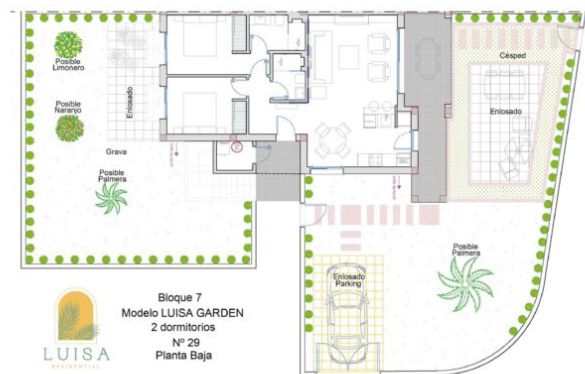 Posible
Limonero
Posible
Naranjo
Enlosado
Grava
Posible
Palmera
Césped
Enlosado
Posible
Palmera
Enlosado
Parking
LUISA
RESIDENTIAL
Bloque 7
Modelo LUISA GARDEN
2 dormitorios
Nº 29
Planta Baja